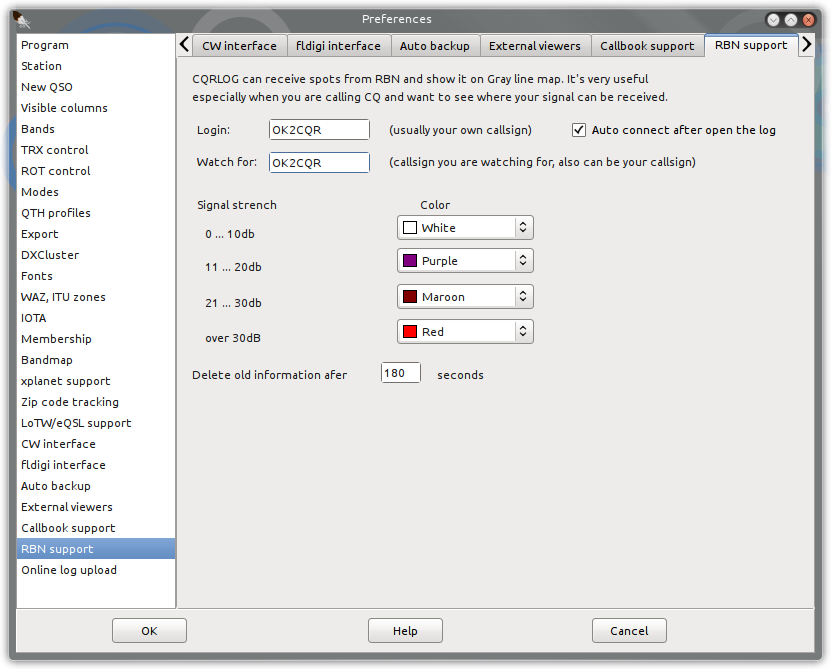 Preferences
Program
Station
New QSO
Visible columns
Bands
TRX control
ROT control
Modes
QTH profiles
Export
DXCluster
Fonts
WAZ, ITU zones
IOTA
Membership
Bandmap
xplanet support
Zip code tracking
LoTW/eQSL support
CW interface
fldigi interface
Auto backup
External viewers
Callbook support
RBN support
Online log upload
CW interface fldigi interface Auto backup External viewers Callbook support RBN support
CQRLOG can receive spots from RBN and show it on Gray line map. It's very useful
especially when you are calling CQ and want to see where your signal can be received.
Login: OK2CQR (usually your own callsign) Auto connect after open the log
Watch for: OK2CQR (callsign you are watching for, also can be your callsign)
Signal strench Color
0 ... 10db White
11 ... 20db Purple
21 ... 30db Maroon
over 30dB Red
Delete old information afer 180 seconds
OK Help Cancel